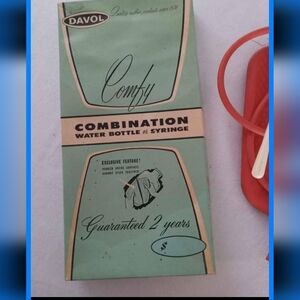 DAVOL
Quality rubber products since 1874
Comfy
COMBINATION
WATER BOTTLE & SYRINGE
EXCLUSIVE FEATURE!
Guaranteed 2 years
$